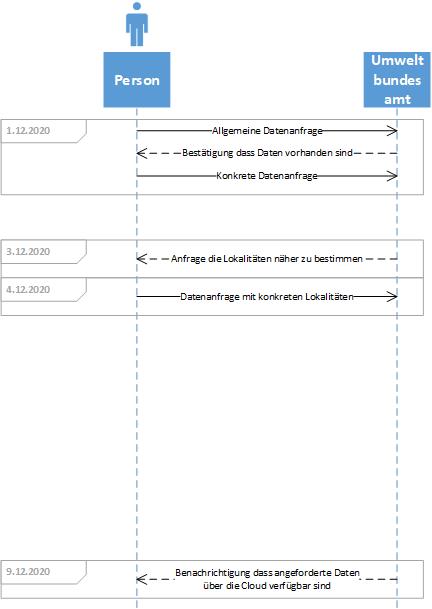 Person
Umwelt
bundes
amt
1.12.2020
Allgemeine Datenanfrage
Bestätigung dass Daten vorhanden sind
Konkrete Datenanfrage
3.12.2020
Anfrage die Lokalitäten näher zu bestimmen
4.12.2020
Datenanfrage mit konkreten Lokalitäten
9.12.2020
Benachrichtigung dass angeforderte Daten
über die Cloud verfügbar sind